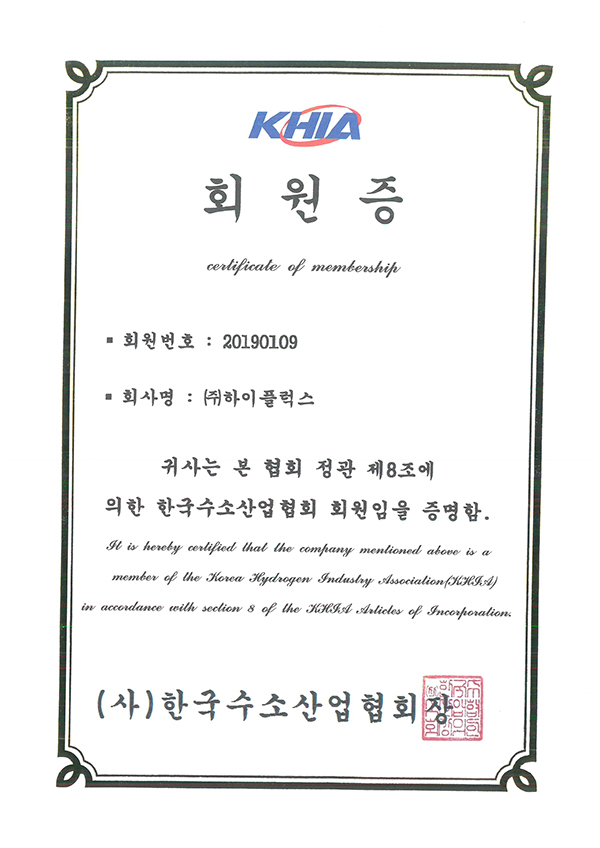 KHIA
회 원 증
certificate of membership
▪ 회원번호 : 20190109
▪ 회사명 : ㈜하이플럭스
귀사는 본 협회 정관 제8조에
의한 한국수소산업협회 회원임을 증명함.
It is hereby certified that the company mentioned above is a
member of the Korea Hydrogen Industry Association(KHIA)
in accordance with section 8 of the KHIA Articles of Incorporation.
(사)한국수소산업협회장